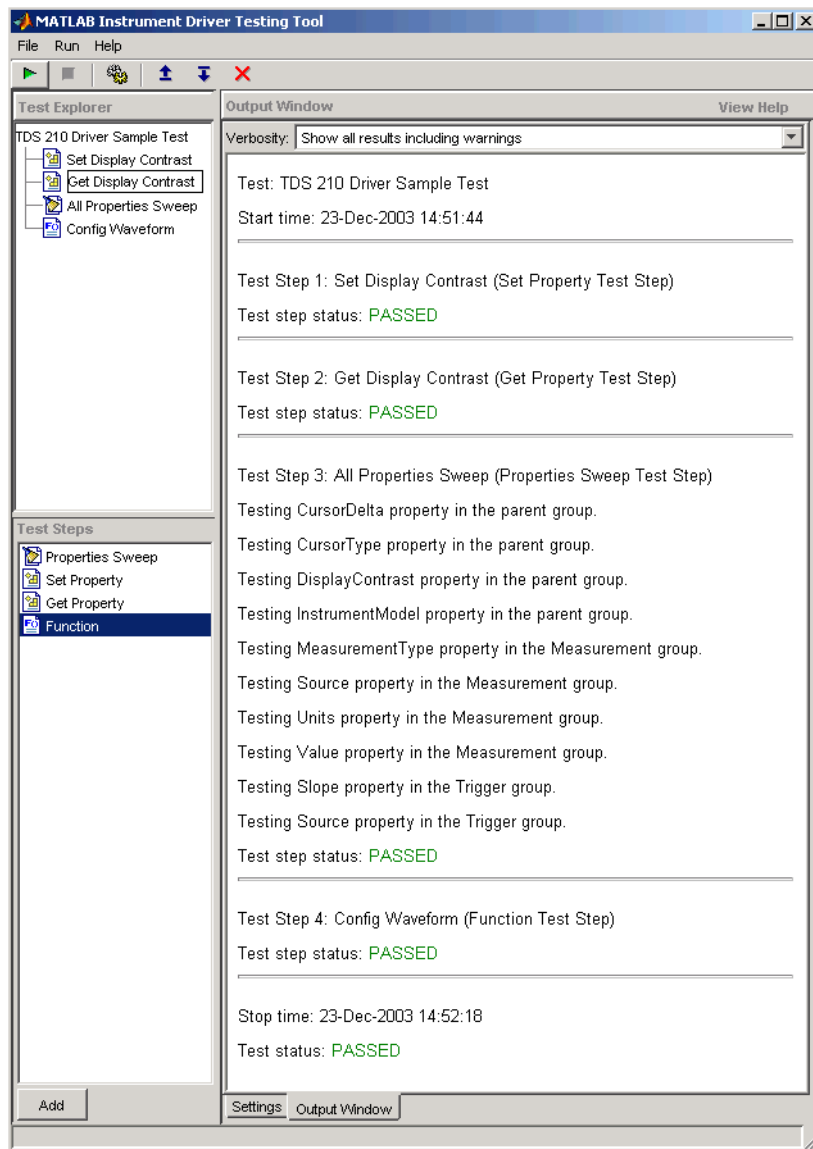 MATLAB Instrument Driver Testing Tool
File Run Help
Test Explorer
TDS 210 Driver Sample Test
Set Display Contrast
Get Display Contrast
All Properties Sweep
Config Waveform
Test Steps
Properties Sweep
Set Property
Get Property
Function
Add
Output Window View Help
Verbosity: Show all results including warnings
Test: TDS 210 Driver Sample Test
Start time: 23-Dec-2003 14:51:44
Test Step 1: Set Display Contrast (Set Property Test Step)
Test step status: PASSED
Test Step 2: Get Display Contrast (Get Property Test Step)
Test step status: PASSED
Test Step 3: All Properties Sweep (Properties Sweep Test Step)
Testing CursorDelta property in the parent group.
Testing CursorType property in the parent group.
Testing DisplayContrast property in the parent group.
Testing InstrumentModel property in the parent group.
Testing MeasurementType property in the Measurement group.
Testing Source property in the Measurement group.
Testing Units property in the Measurement group.
Testing Value property in the Measurement group.
Testing Slope property in the Trigger group.
Testing Source property in the Trigger group.
Test step status: PASSED
Test Step 4: Config Waveform (Function Test Step)
Test step status: PASSED
Stop time: 23-Dec-2003 14:52:18
Test status: PASSED
Settings Output Window